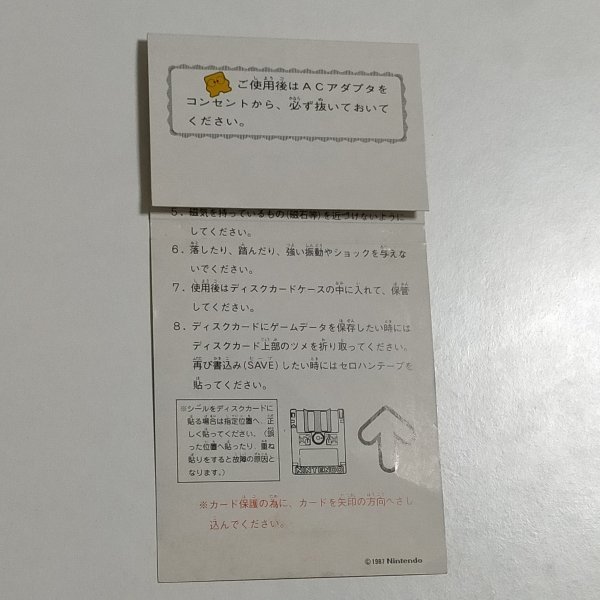 ご使用後はACアダプタを
コンセントから、必ず抜いておいて
ください。
5．磁気を持っているもの(磁石等)を近づけないように
してください。
6．落したり、踏んだり、強い振動やショックを与えな
いでください。
7．使用後はディスクカードケースの中に入れて、保管
してください。
8．ディスクカードにゲームデータを保存したい時には
ディスクカード上部のツメを折り取ってください。
再び書込み(SAVE)したい時にはセロハンテープを
貼ってください。
※シールをディスクカードに
貼る場合は指定位置へ、正
しく貼ってください。(誤
った位置へ貼ったり、重ね
貼りをすると故障の原因と
なります。)
※カード保護の為に、カードを矢印の方向へさし
込んでください。
©1987 Nintendo